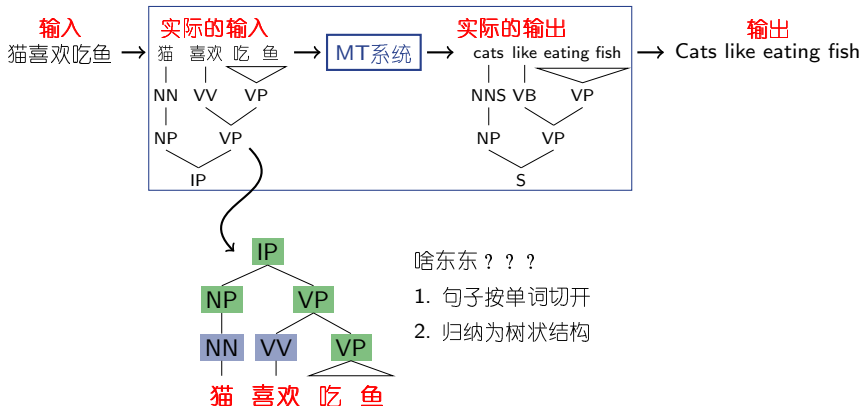 输入 实际的输入 实际的输出 输出
猫喜欢吃鱼 猫 喜欢 吃 鱼 MT系统 cats like eating fish Cats like eating fish
NN VV VP NNS VB VP
NP VP NP VP
IP S
IP
啥东东？？？
NP VP
1. 句子按单词切开
NN VV VP
2. 归纳为树状结构
猫 喜欢 吃 鱼